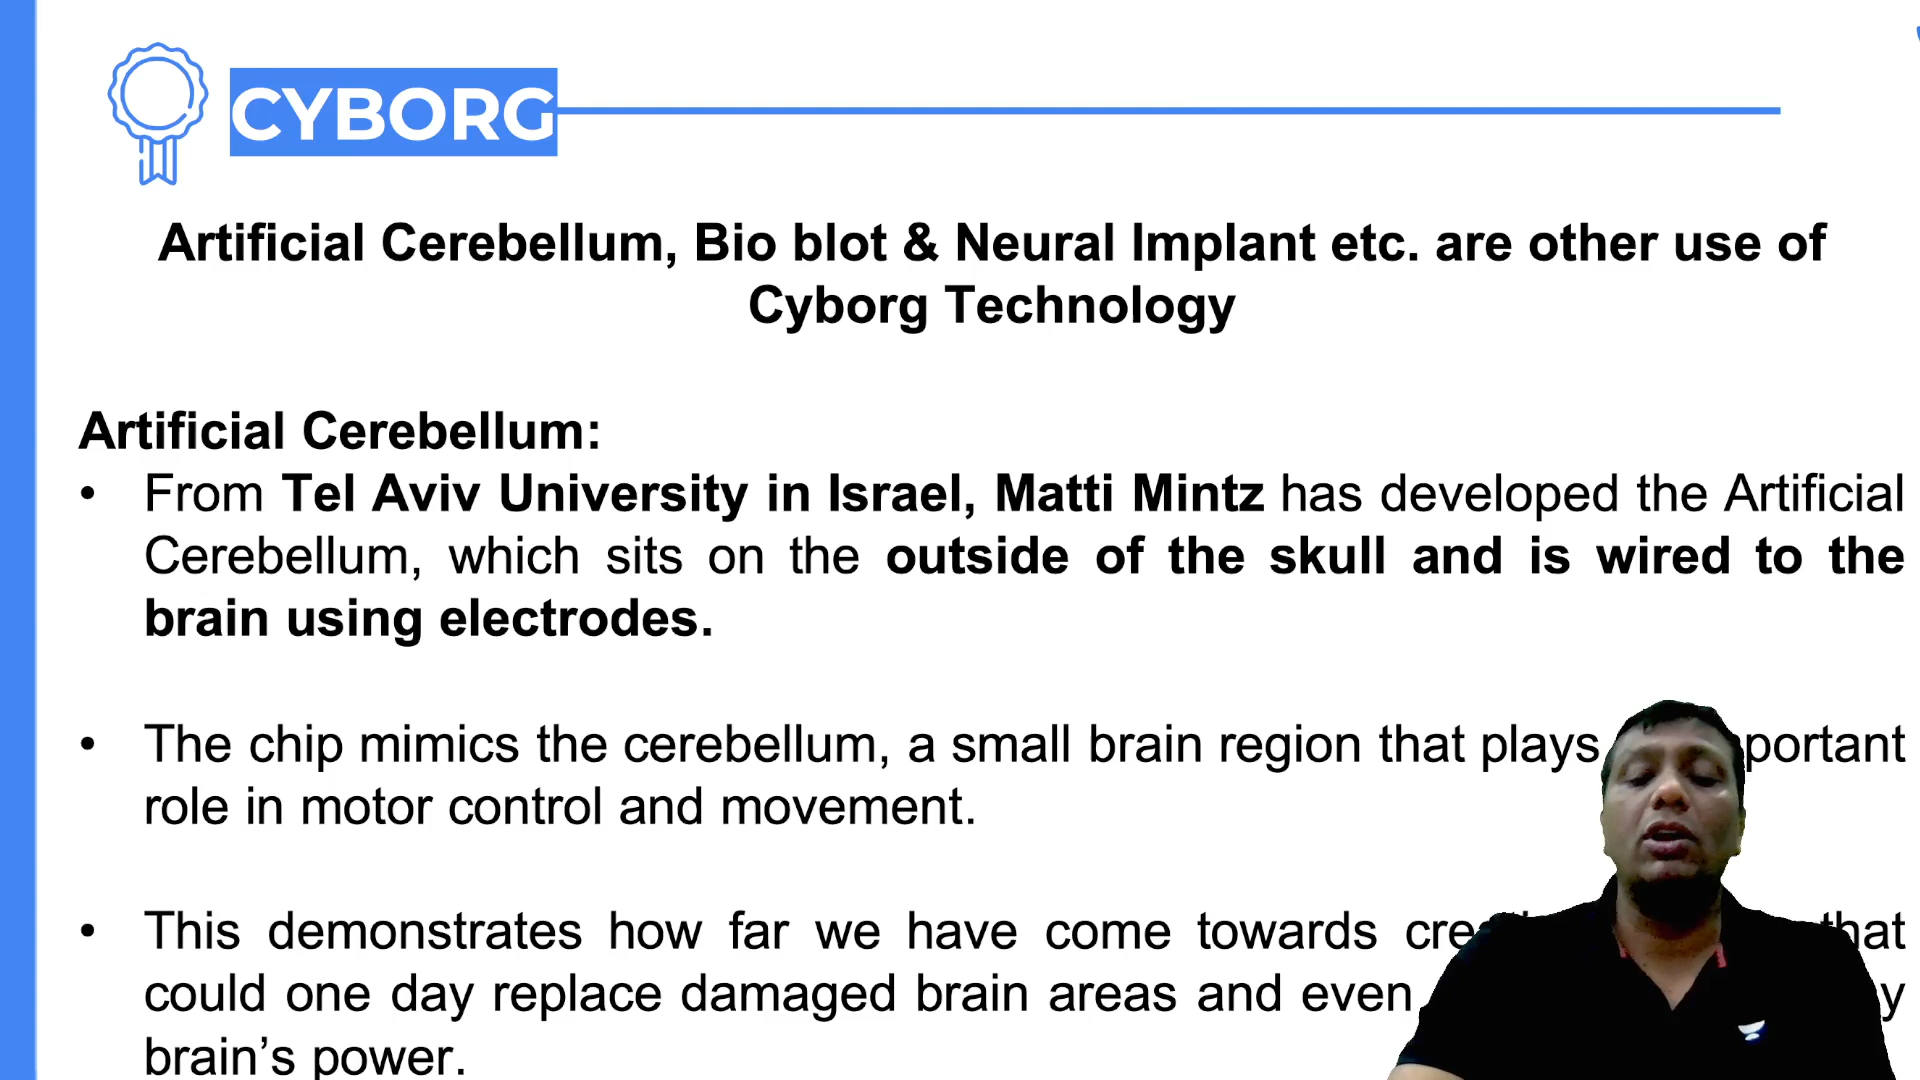 CYBORG
Artificial Cerebellum, Bio blot & Neural Implant etc. are other use of
Cyborg Technology
Artificial Cerebellum:
• From Tel Aviv University in Israel, Matti Mintz has developed the Artificial
Cerebellum, which sits on the outside of the skull and is wired to the
brain using electrodes.
• The chip mimics the cerebellum, a small brain region that plays
role in motor control and movement.
• This demonstrates how far we have come towards that
could one day replace damaged brain areas and even
brain’s power.